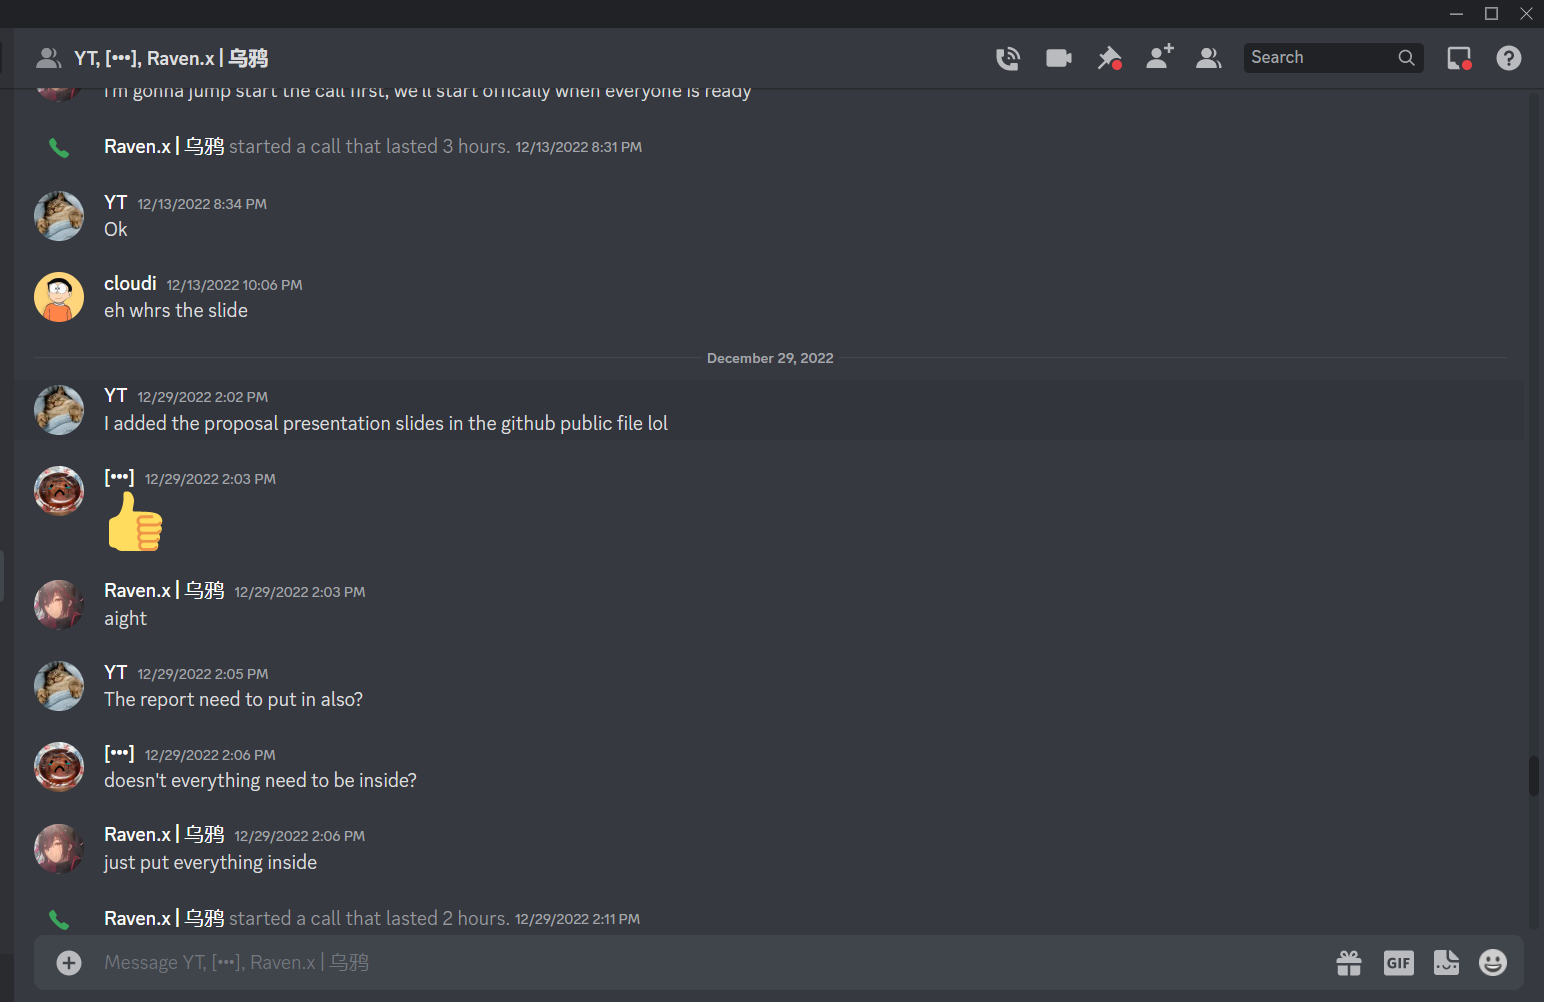 YT, [•••], Raven.x | 乌鸦
Search
I'm gonna jump start the call first, we'll start offically when everyone is ready
Raven.x | 乌鸦 started a call that lasted 3 hours. 12/13/2022 8:31 PM
YT 12/13/2022 8:34 PM
Ok
cloudi 12/13/2022 10:06 PM
eh whrs the slide
December 29, 2022
YT 12/29/2022 2:02 PM
I added the proposal presentation slides in the github public file lol
[•••] 12/29/2022 2:03 PM
Raven.x | 乌鸦 12/29/2022 2:03 PM
aight
YT 12/29/2022 2:05 PM
The report need to put in also?
[•••] 12/29/2022 2:06 PM
doesn't everything need to be inside?
Raven.x | 乌鸦 12/29/2022 2:06 PM
just put everything inside
Raven.x | 乌鸦 started a call that lasted 2 hours. 12/29/2022 2:11 PM
Message YT, [•••], Raven.x | 乌鸦
GIF